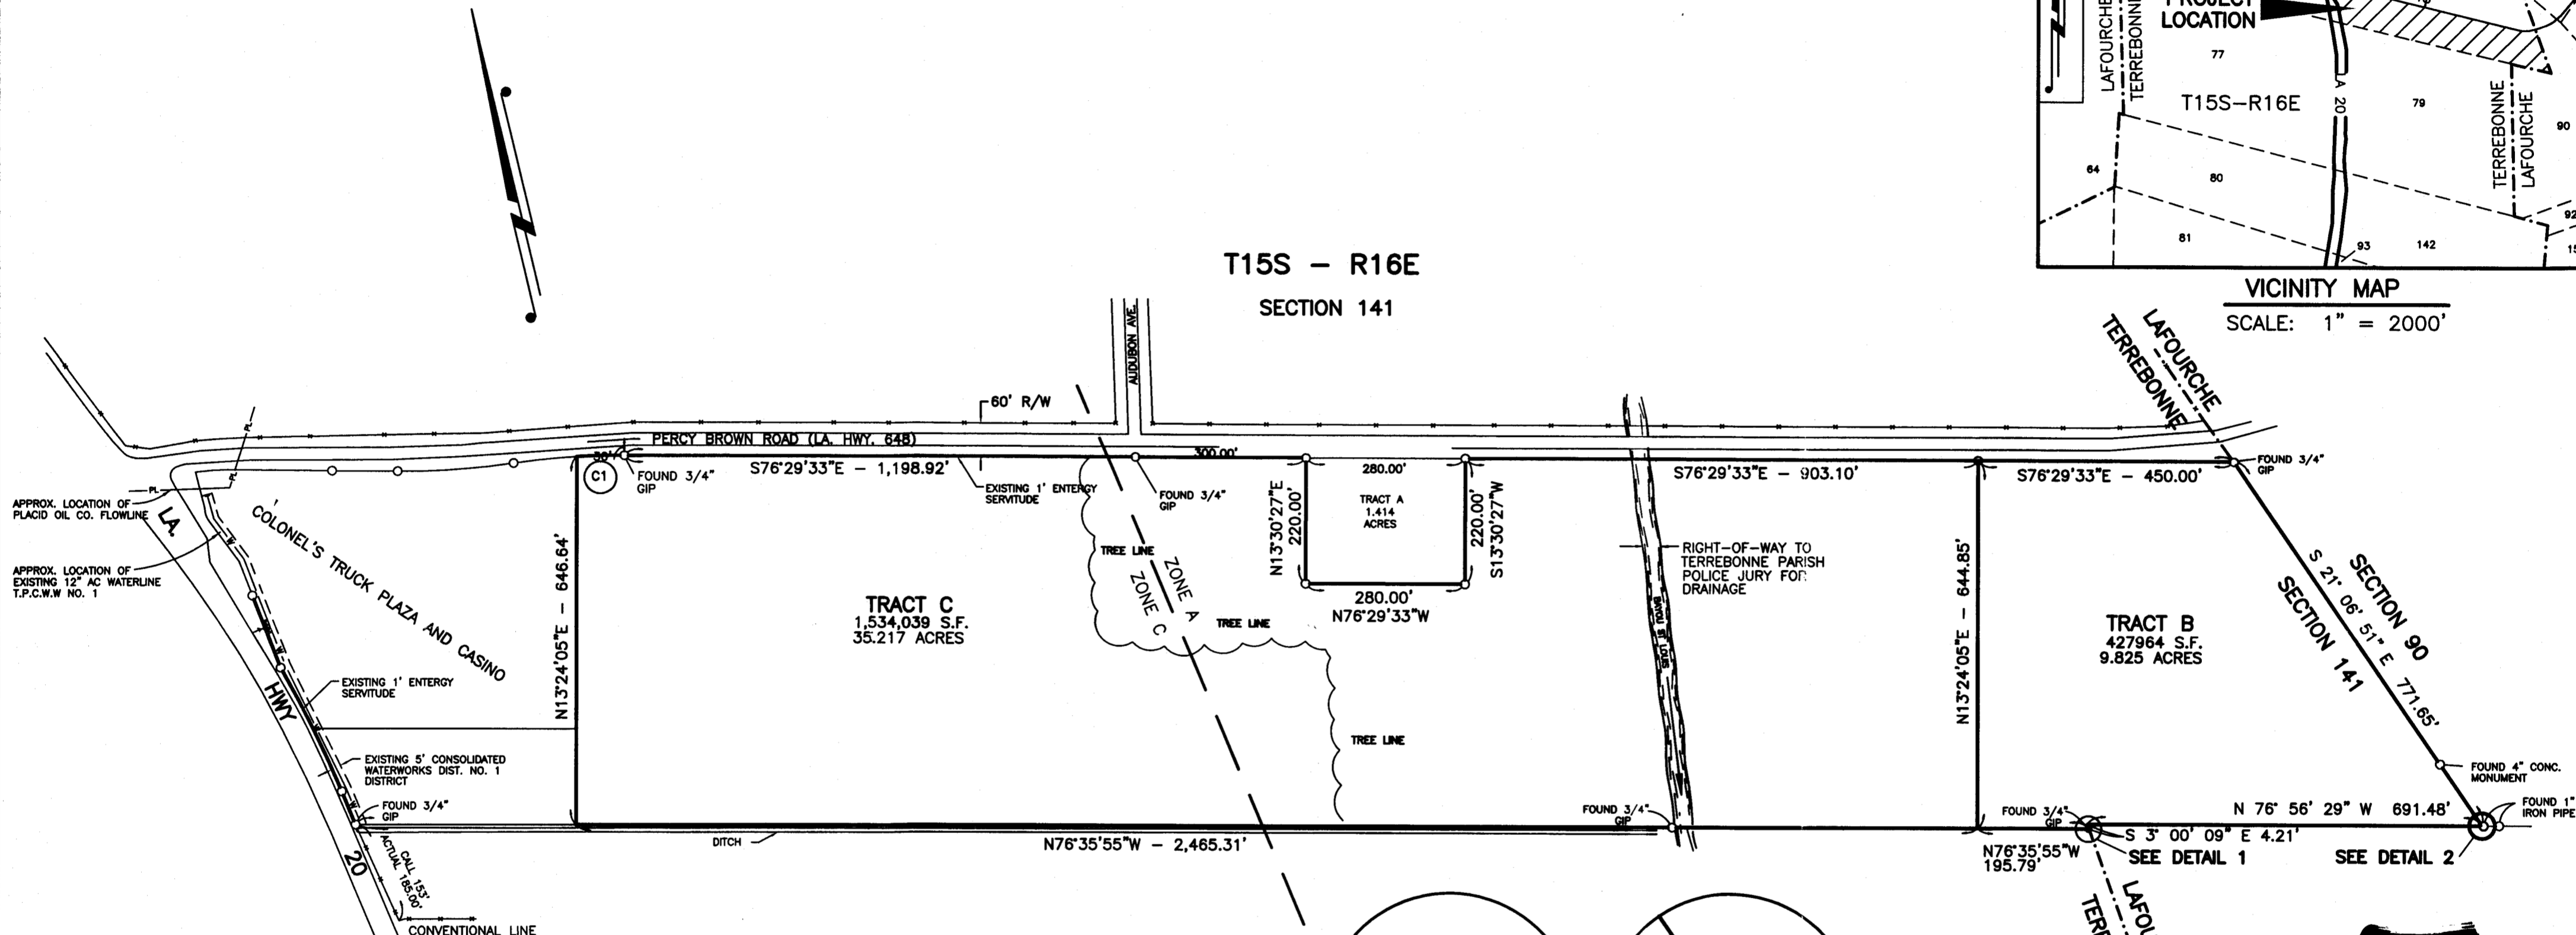 PROJECT
LOCATION
LAFOURCHE
TERREBONNE
77
T15S-R16E
LA 20
79
TERREBONNE
LAFOURCHE
90
64
80
92
81
93
142
VICINITY MAP
SCALE: 1" = 2000'
T15S - R16E
SECTION 141
LAFOURCHE
TERREBONNE
AUDUBON AVE.
60' R/W
PERCY BROWN ROAD (LA. HWY. 648)
PL
PL
PL
50'
C1
FOUND 3/4"
GIP
S76°29'33"E - 1,198.92'
EXISTING 1' ENTERGY
SERVITUDE
FOUND 3/4"
GIP
300.00'
280.00'
S76°29'33"E - 903.10'
S76°29'33"E - 450.00'
FOUND 3/4"
GIP
APPROX. LOCATION OF
PLACID OIL CO. FLOWLINE
LA.
COLONEL'S TRUCK PLAZA AND CASINO
APPROX. LOCATION OF
EXISTING 12" AC WATERLINE
T.P.C.W.W NO. 1
N13°24'05"E - 646.64'
TRACT C
1,534,039 S.F.
35.217 ACRES
TREE LINE
ZONE A
ZONE C
TREE LINE
TREE LINE
N13°30'27"E
220.00'
TRACT A
1.414
ACRES
220.00'
S13°30'27"W
280.00'
N76°29'33"W
BAYOU ST. LOUIS
RIGHT-OF-WAY TO
TERREBONNE PARISH
POLICE JURY FOR
DRAINAGE
N13°24'05"E - 644.85'
TRACT B
427964 S.F.
9.825 ACRES
SECTION 90
S 21° 06' 51" E 771.65'
SECTION 141
EXISTING 1' ENTERGY
SERVITUDE
HWY
EXISTING 5' CONSOLIDATED
WATERWORKS DIST. NO. 1
DISTRICT
FOUND 3/4"
GIP
20
CALL 153'
ACTUAL 185.00'
CONVENTIONAL LINE
DITCH
N76°35'55"W - 2,465.31'
FOUND 3/4"
GIP
FOUND 3/4"
GIP
N76°35'55"W
195.79'
S 3° 00' 09" E 4.21'
SEE DETAIL 1
N 76° 56' 29" W 691.48'
SEE DETAIL 2
FOUND 4" CONC.
MONUMENT
FOUND 1"
IRON PIPE